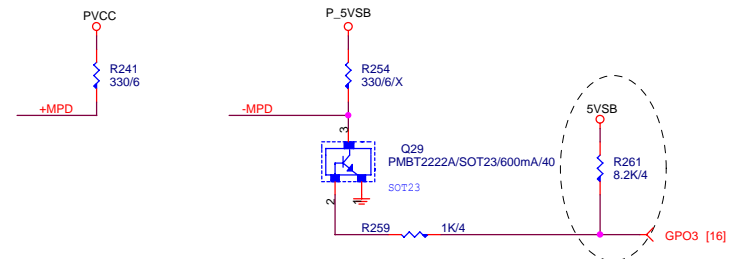 PVCC
P_5VSB
R241
330/6
R254
330/6/X
+MPD
-MPD
5VSB
3
Q29
PMBT2222A/SOT23/600mA/40
R261
8.2K/4
SOT23
2
1
R259
1K/4
GPO3 [16]